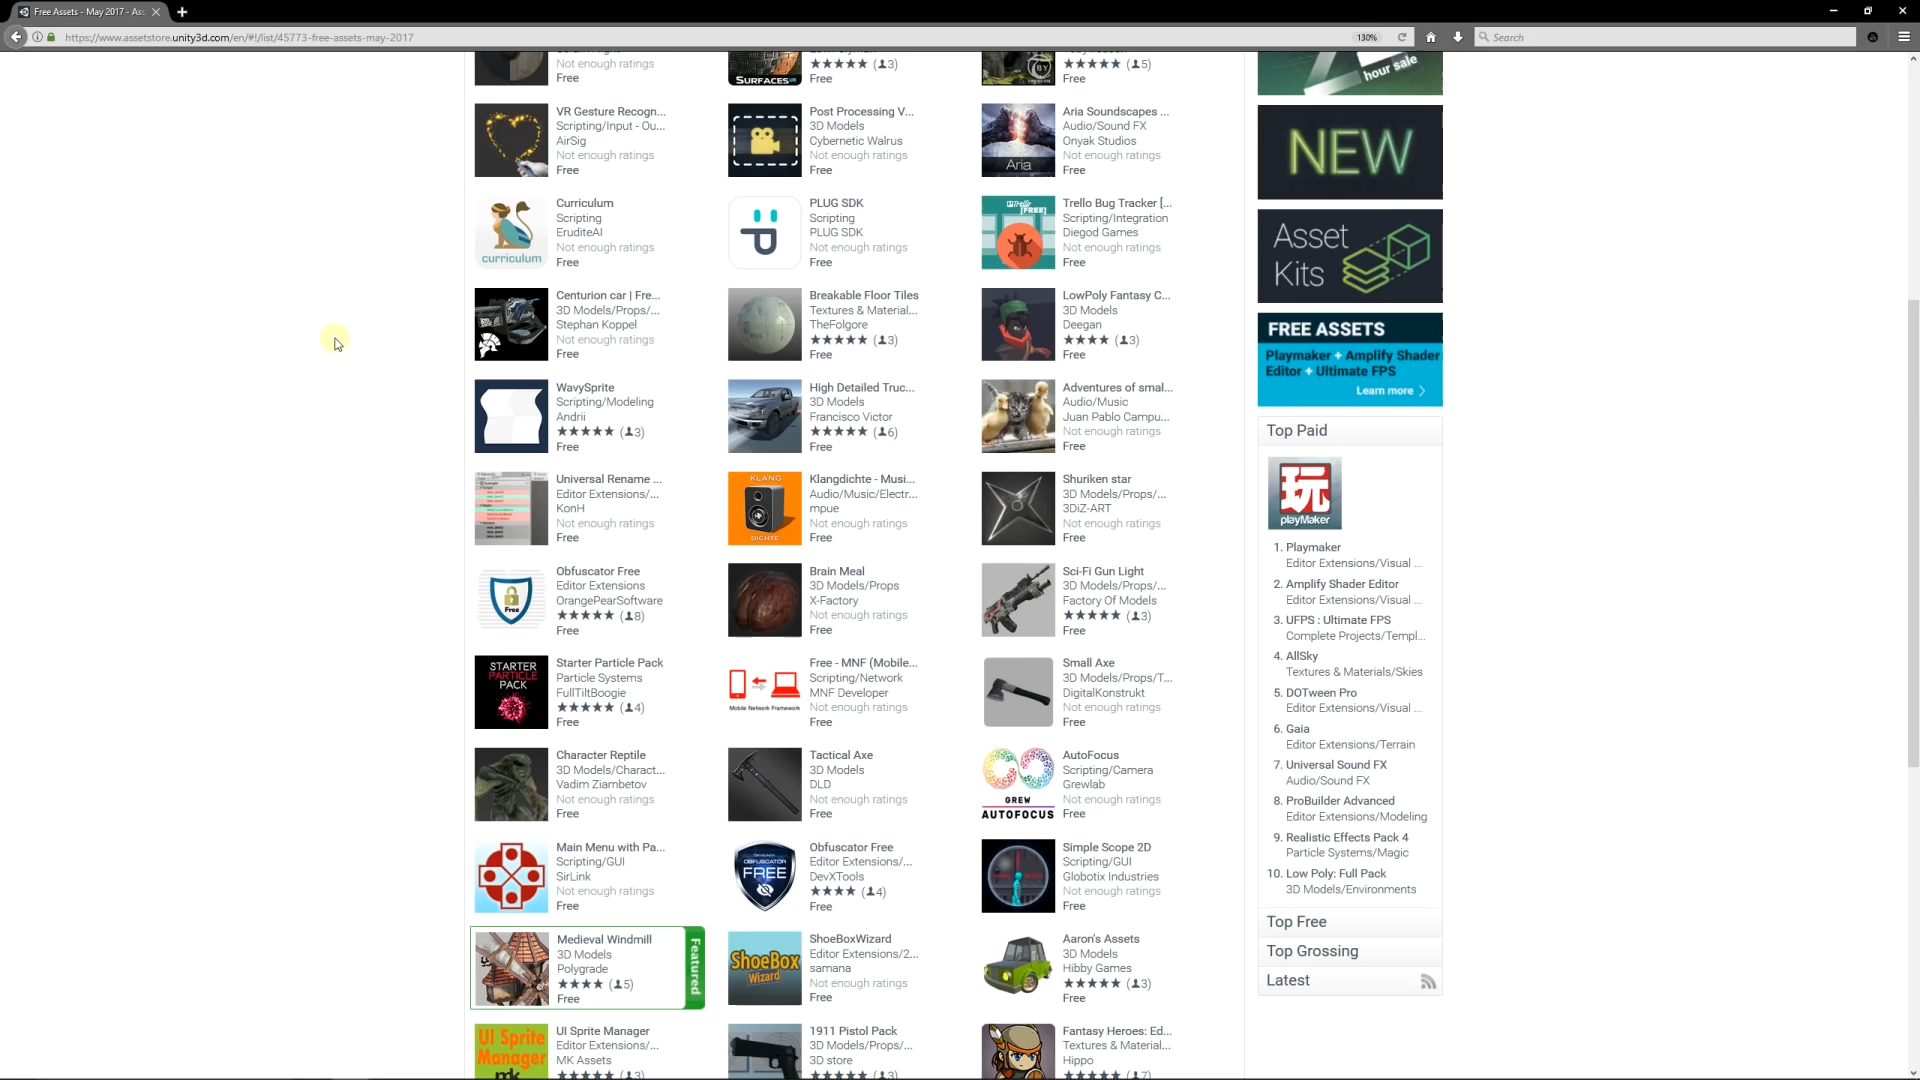 Free Assets - May 2017 - As
https://www.assetstore.unity3d.com/en/#!/list/45773-free-assets-may-2017
130%
Search
Not enough ratings
Free
SURFACES
(3)
Free
(5)
Free
VR Gesture Recogn...
Scripting/Input - Ou...
AirSig
Not enough ratings
Free
Post Processing V...
3D Models
Cybernetic Walrus
Not enough ratings
Free
Aria
Aria Soundscapes ...
Audio/Sound FX
Onyak Studios
Not enough ratings
Free
curriculum
Curriculum
Scripting
EruditeAI
Not enough ratings
Free
PLUG SDK
Scripting
PLUG SDK
Not enough ratings
Free
Trello
[FREE]
Trello Bug Tracker [...
Scripting/Integration
Diegod Games
Not enough ratings
Free
Centurion car | Fre...
3D Models/Props/...
Stephan Koppel
Not enough ratings
Free
Breakable Floor Tiles
Textures & Material...
TheFolgore
★★★★★ (3)
Free
LowPoly Fantasy C...
3D Models
Deegan
★★★★ (3)
Free
WavySprite
Scripting/Modeling
Andrii
★★★★★ (3)
Free
High Detailed Truc...
3D Models
Francisco Victor
★★★★★ (6)
Free
Adventures of smal...
Audio/Music
Juan Pablo Campu...
Not enough ratings
Free
Universal Rename ...
Editor Extensions/...
KonH
Not enough ratings
Free
KLANG
DICHTE
Klangdichte - Musi...
Audio/Music/Electr...
mpue
Not enough ratings
Free
Shuriken star
3D Models/Props/...
3DiZ-ART
Not enough ratings
Free
Free
Obfuscator Free
Editor Extensions
OrangePearSoftware
★★★★★ (8)
Free
Brain Meal
3D Models/Props
X-Factory
Not enough ratings
Free
Sci-Fi Gun Light
3D Models/Props/...
Factory Of Models
★★★★★ (3)
Free
STARTER
PARTICLE
PACK
Starter Particle Pack
Particle Systems
FullTiltBoogie
★★★★★ (4)
Free
Mobile Network Framework
Free - MNF (Mobile...
Scripting/Network
MNF Developer
Not enough ratings
Free
Small Axe
3D Models/Props/T...
DigitalKonstrukt
Not enough ratings
Free
Character Reptile
3D Models/Charact...
Vadim Ziambetov
Not enough ratings
Free
Tactical Axe
3D Models
DLD
Not enough ratings
Free
GREW
AUTOFOCUS
AutoFocus
Scripting/Camera
Grewlab
Not enough ratings
Free
Main Menu with Pa...
Scripting/GUI
SirLink
Not enough ratings
Free
OBFUSCATOR
FREE
Obfuscator Free
Editor Extensions/...
DevXTools
★★★★ (4)
Free
Simple Scope 2D
Scripting/GUI
Globotix Industries
Not enough ratings
Free
Medieval Windmill
3D Models
Polygrade
★★★★ (5)
Free
Featured
ShoeBox
Wizard
ShoeBoxWizard
Editor Extensions/2...
samana
Not enough ratings
Free
Aaron's Assets
3D Models
Hibby Games
★★★★★ (3)
Free
UI Sprite
Manager
mk
UI Sprite Manager
Editor Extensions/...
MK Assets
★★★★★ (3)
1911 Pistol Pack
3D Models/Props/...
3D store
★★★★★ (3)
Fantasy Heroes: Ed...
Textures & Material...
Hippo
★★★★★ (7)
hour sale
NEW
Asset
Kits
FREE ASSETS
Playmaker + Amplify Shader
Editor + Ultimate FPS
Learn more >
Top Paid
玩
playMaker
1. Playmaker
Editor Extensions/Visual ...
2. Amplify Shader Editor
Editor Extensions/Visual ...
3. UFPS : Ultimate FPS
Complete Projects/Templ...
4. AllSky
Textures & Materials/Skies
5. DOTween Pro
Editor Extensions/Visual ...
6. Gaia
Editor Extensions/Terrain
7. Universal Sound FX
Audio/Sound FX
8. ProBuilder Advanced
Editor Extensions/Modeling
9. Realistic Effects Pack 4
Particle Systems/Magic
10. Low Poly: Full Pack
3D Models/Environments
Top Free
Top Grossing
Latest